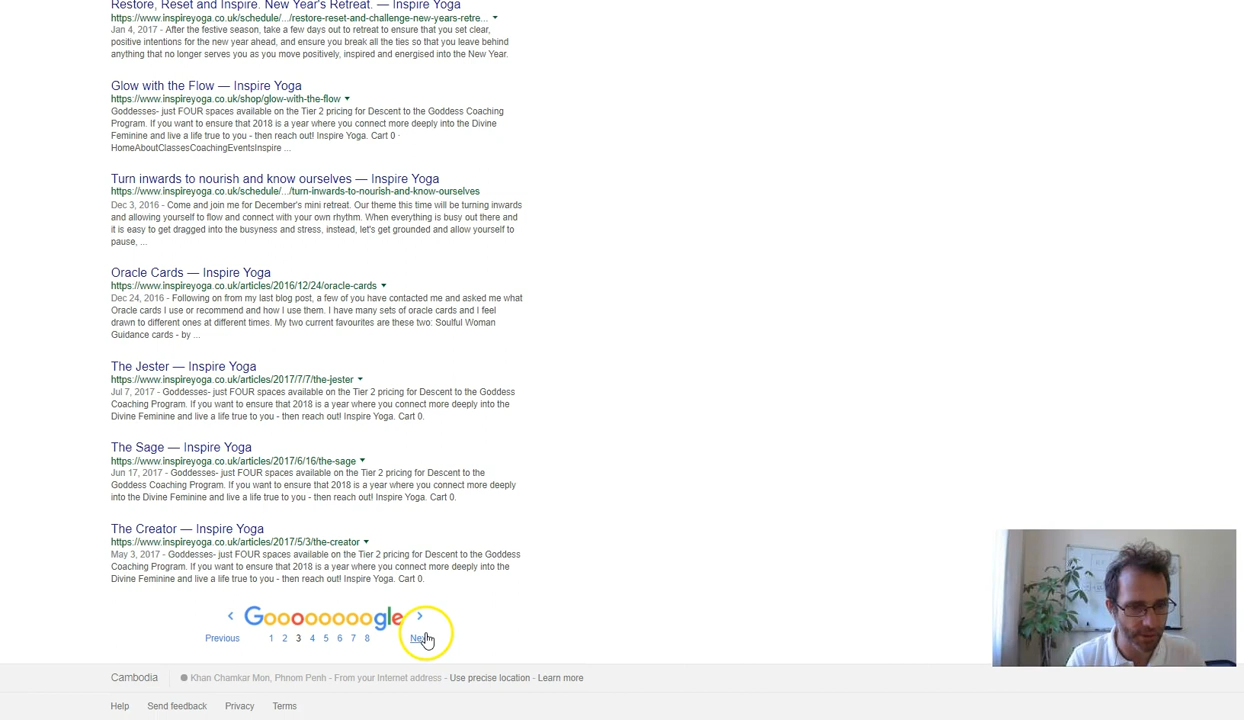 Restore, Reset and Inspire. New Year's Retreat. — Inspire Yoga
https://www.inspireyoga.co.uk/schedule/.../restore-reset-and-challenge-new-years-retre...
Jan 4, 2017 - After the festive season, take a few days out to retreat to ensure that you set clear,
positive intentions for the new year ahead, and ensure you break all the ties so that you leave behind
anything that no longer serves you as you move positively, inspired and energised into the New Year.
Glow with the Flow — Inspire Yoga
https://www.inspireyoga.co.uk/shop/glow-with-the-flow
Goddesses- just FOUR spaces available on the Tier 2 pricing for Descent to the Goddess Coaching
Program. If you want to ensure that 2018 is a year where you connect more deeply into the Divine
Feminine and live a life true to you - then reach out! Inspire Yoga. Cart 0 ·
HomeAboutClassesCoachingEventsInspire ...
Turn inwards to nourish and know ourselves — Inspire Yoga
https://www.inspireyoga.co.uk/schedule/.../turn-inwards-to-nourish-and-know-ourselves
Dec 3, 2016 - Come and join me for December's mini retreat. Our theme this time will be turning inwards
and allowing yourself to flow and connect with your own rhythm. When everything is busy out there and
it is easy to get dragged into the busyness and stress, instead, let's get grounded and allow yourself to
pause, ...
Oracle Cards — Inspire Yoga
https://www.inspireyoga.co.uk/articles/2016/12/24/oracle-cards
Dec 24, 2016 - Following on from my last blog post, a few of you have contacted me and asked me what
Oracle cards I use or recommend and how I use them. I have many sets of oracle cards and I feel
drawn to different ones at different times. My two current favourites are these two: Soulful Woman
Guidance cards - by ...
The Jester — Inspire Yoga
https://www.inspireyoga.co.uk/articles/2017/7/7/the-jester
Jul 7, 2017 - Goddesses- just FOUR spaces available on the Tier 2 pricing for Descent to the Goddess
Coaching Program. If you want to ensure that 2018 is a year where you connect more deeply into the
Divine Feminine and live a life true to you - then reach out! Inspire Yoga. Cart 0.
The Sage — Inspire Yoga
https://www.inspireyoga.co.uk/articles/2017/6/16/the-sage
Jun 17, 2017 - Goddesses- just FOUR spaces available on the Tier 2 pricing for Descent to the
Goddess Coaching Program. If you want to ensure that 2018 is a year where you connect more deeply
into the Divine Feminine and live a life true to you - then reach out! Inspire Yoga. Cart 0.
The Creator — Inspire Yoga
https://www.inspireyoga.co.uk/articles/2017/5/3/the-creator
May 3, 2017 - Goddesses- just FOUR spaces available on the Tier 2 pricing for Descent to the Goddess
Coaching Program. If you want to ensure that 2018 is a year where you connect more deeply into the
Divine Feminine and live a life true to you - then reach out! Inspire Yoga. Cart 0.
Goooooooogle
Previous 1 2 3 4 5 6 7 8
Cambodia Khan Chamkar Mon, Phnom Penh - From your Internet address - Use precise location - Learn more
Help Send feedback Privacy Terms